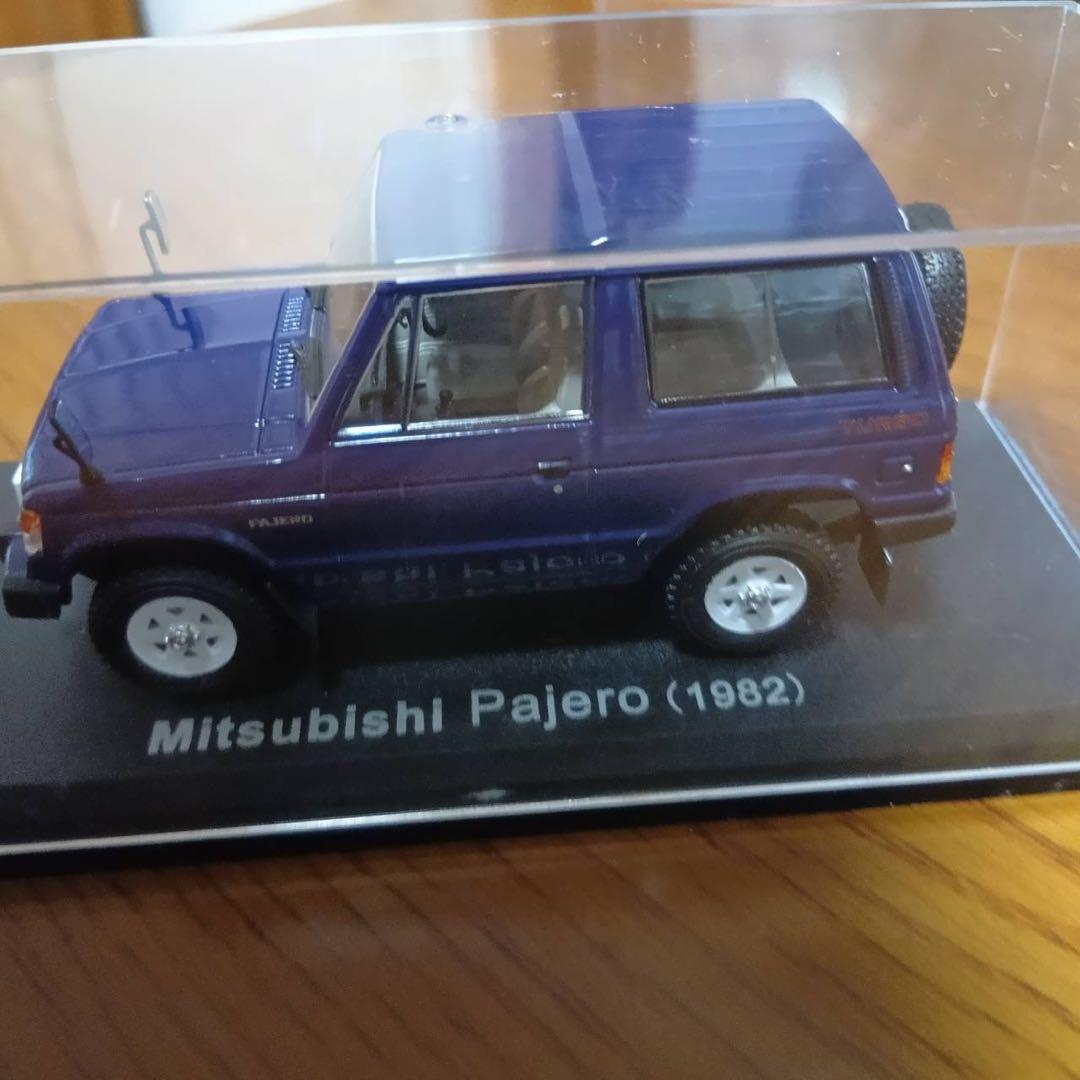 TURBO
PAJERO
Mitsubishi Pajero (1982)